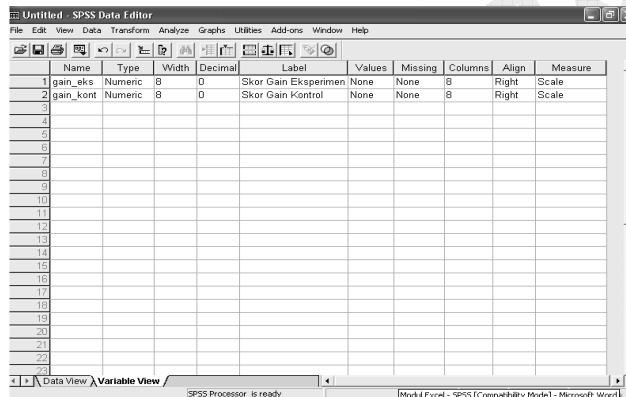 Untitled - SPSS Data Editor
File Edit View Data Transform Analyze Graphs Utilities Add-ons Window Help
Name Type Width Decimal Label Values Missing Columns Align Measure
1 gain_eks Numeric 8 0 Skor Gain Eksperimen None None 8 Right Scale
2 gain_kont Numeric 8 0 Skor Gain Kontrol None None 8 Right Scale
3
4
5
6
7
8
9
10
11
12
13
14
15
16
17
18
19
20
21
22
23
Data View Variable View
SPSS Processor is ready
Modul Excel - SPSS [Compatibility Mode] - Microsoft Word